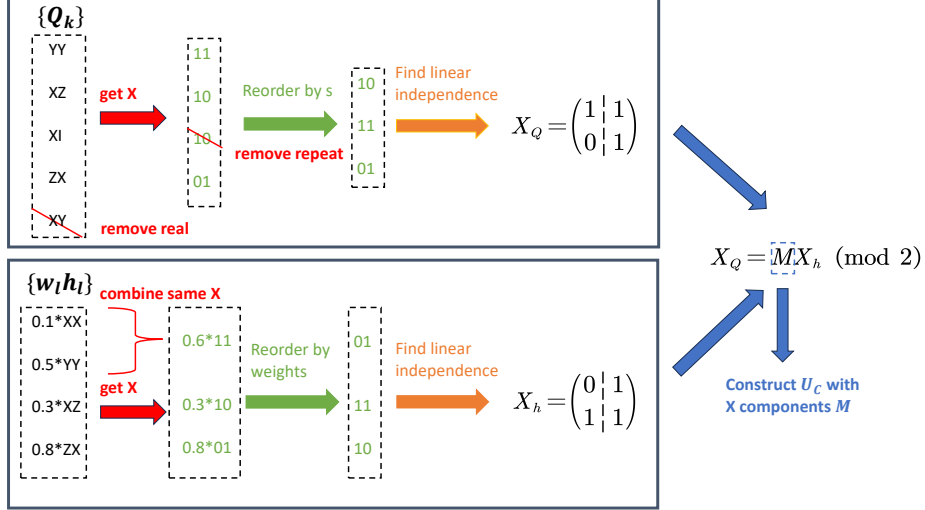 {Q_k}
YY
XZ
XI
ZX
XY
remove real
get X
11
10
10
01
Reorder by s
remove repeat
10
11
01
Find linear
independence
X_Q = (1 ¦ 1
0 ¦ 1)
{w_l h_l}
combine same X
0.1*XX
0.5*YY
0.3*XZ
0.8*ZX
get X
0.6*11
0.3*10
0.8*01
Reorder by
weights
01
11
10
Find linear
independence
X_h = (0 ¦ 1
1 ¦ 1)
X_Q = M X_h (mod 2)
Construct U_C with
X components M